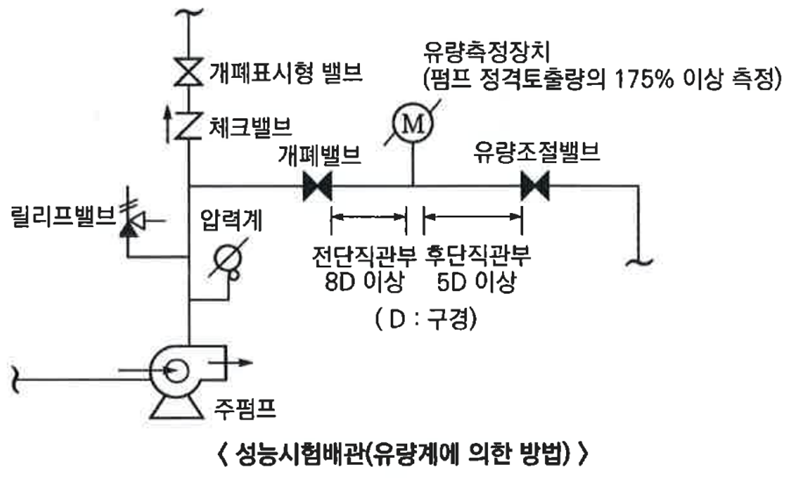 유량측정장치
(펌프 정격토출량의 175% 이상 측정)
개폐표시형 밸브
체크밸브
M
개폐밸브
유량조절밸브
릴리프밸브
압력계
전단직관부
8D 이상
후단직관부
5D 이상
( D : 구경)
주펌프
< 성능시험배관(유량계에 의한 방법) >